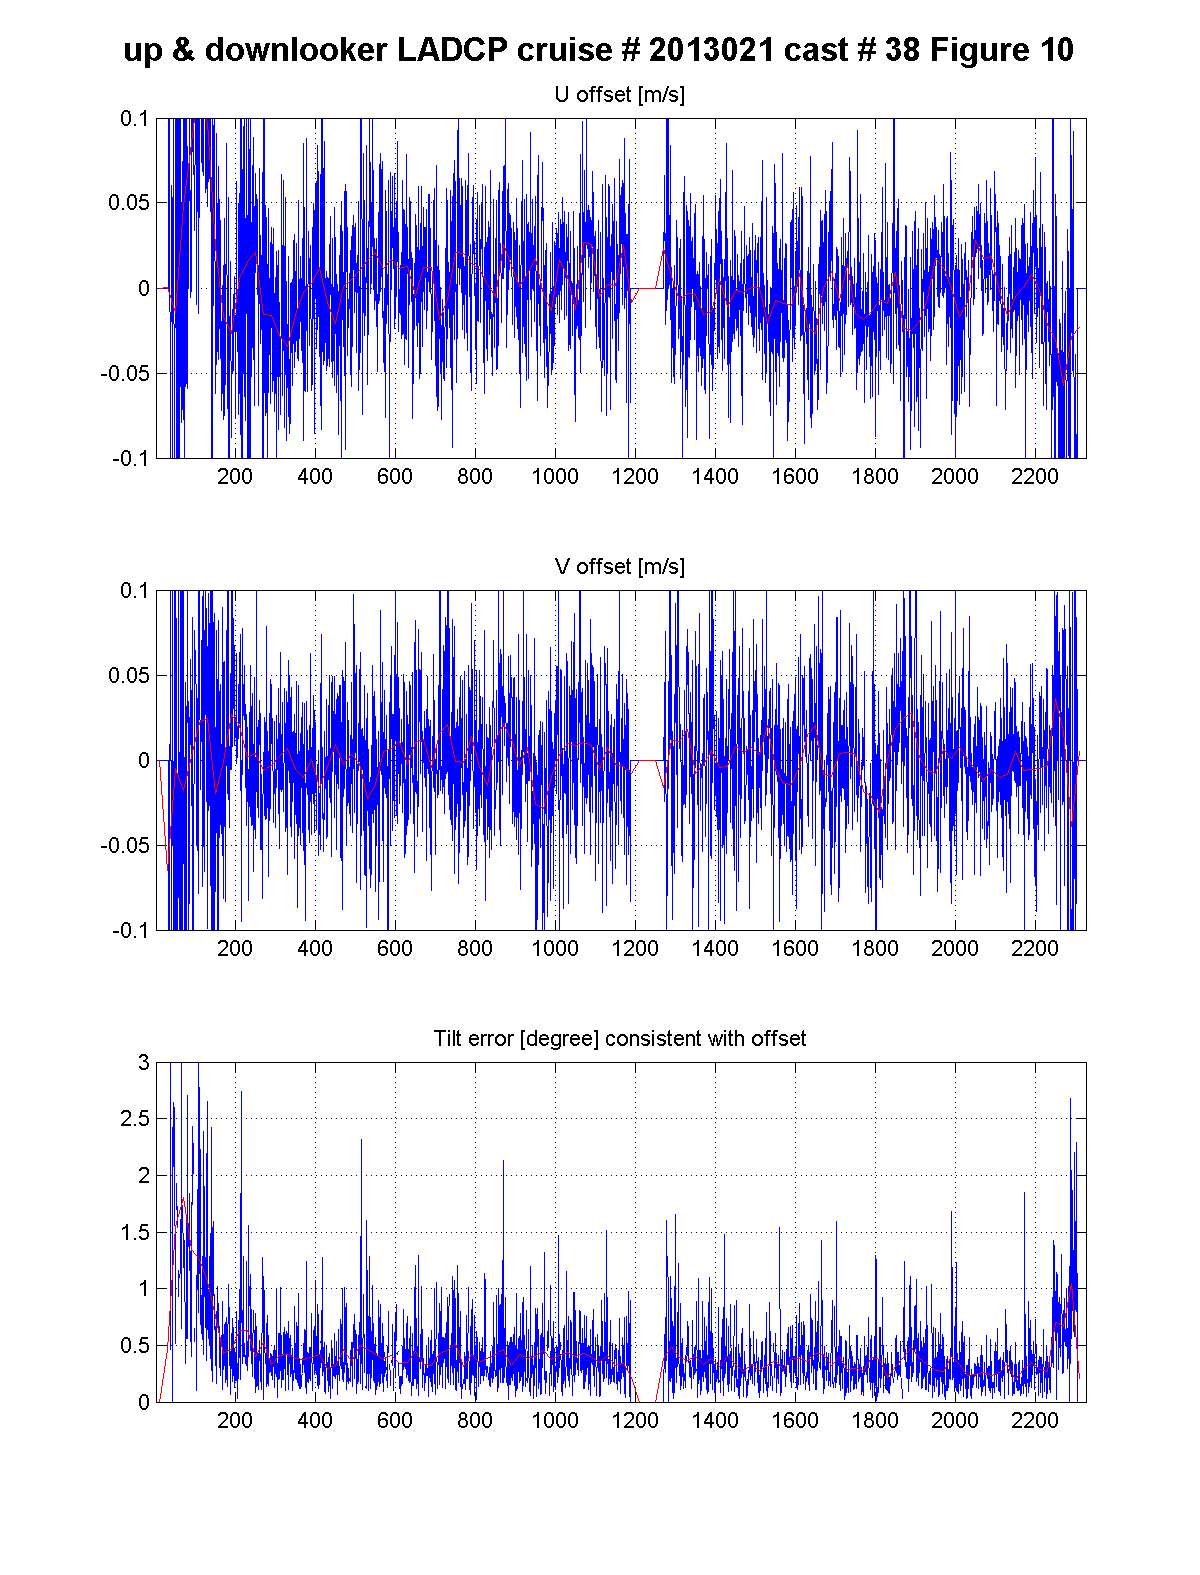 up & downlooker LADCP cruise # 2013021 cast # 38 Figure 10
U offset [m/s]
0.1
0.05
0
-0.05
-0.1
200 400 600 800 1000 1200 1400 1600 1800 2000 2200
V offset [m/s]
0.1
0.05
0
-0.05
-0.1
200 400 600 800 1000 1200 1400 1600 1800 2000 2200
Tilt error [degree] consistent with offset
3
2.5
2
1.5
1
0.5
0
200 400 600 800 1000 1200 1400 1600 1800 2000 2200